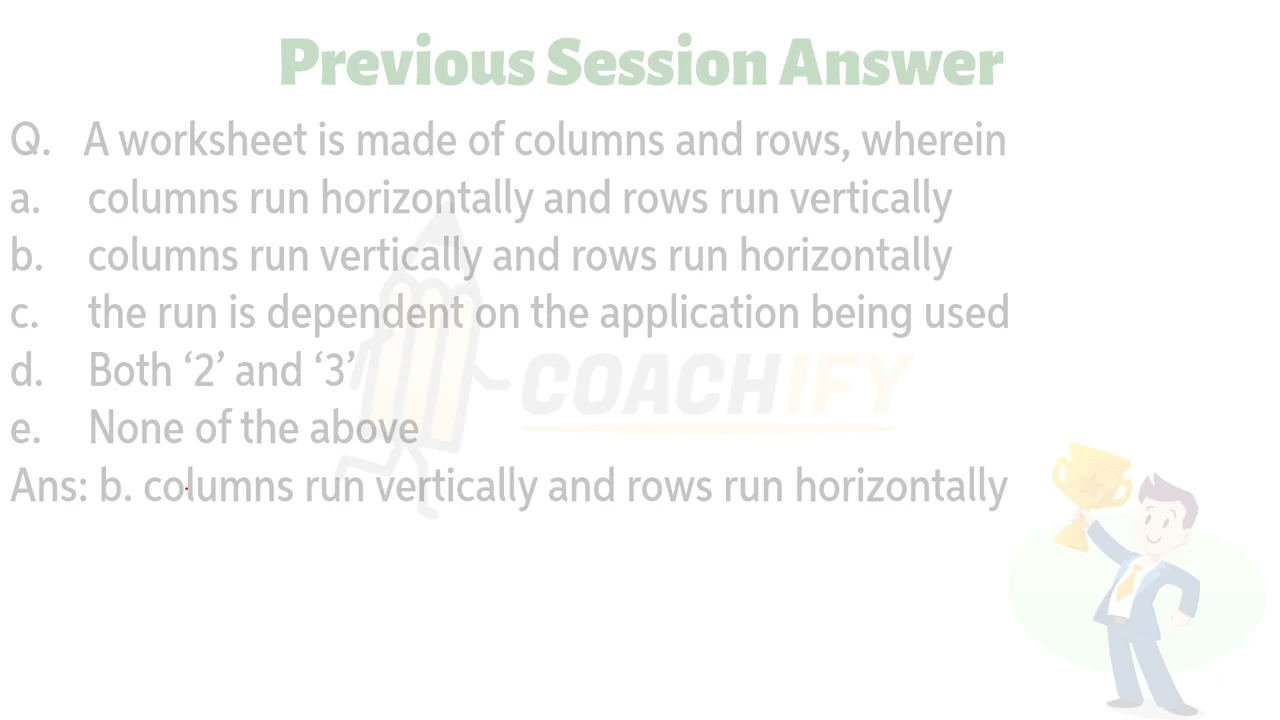 Previous Session Answer
Q. A worksheet is made of columns and rows, wherein
a. columns run horizontally and rows run vertically
b. columns run vertically and rows run horizontally
c. the run is dependent on the application being used
d. Both ‘2’ and ‘3’
COACHIFY
e. None of the above
Ans: b. columns run vertically and rows run horizontally